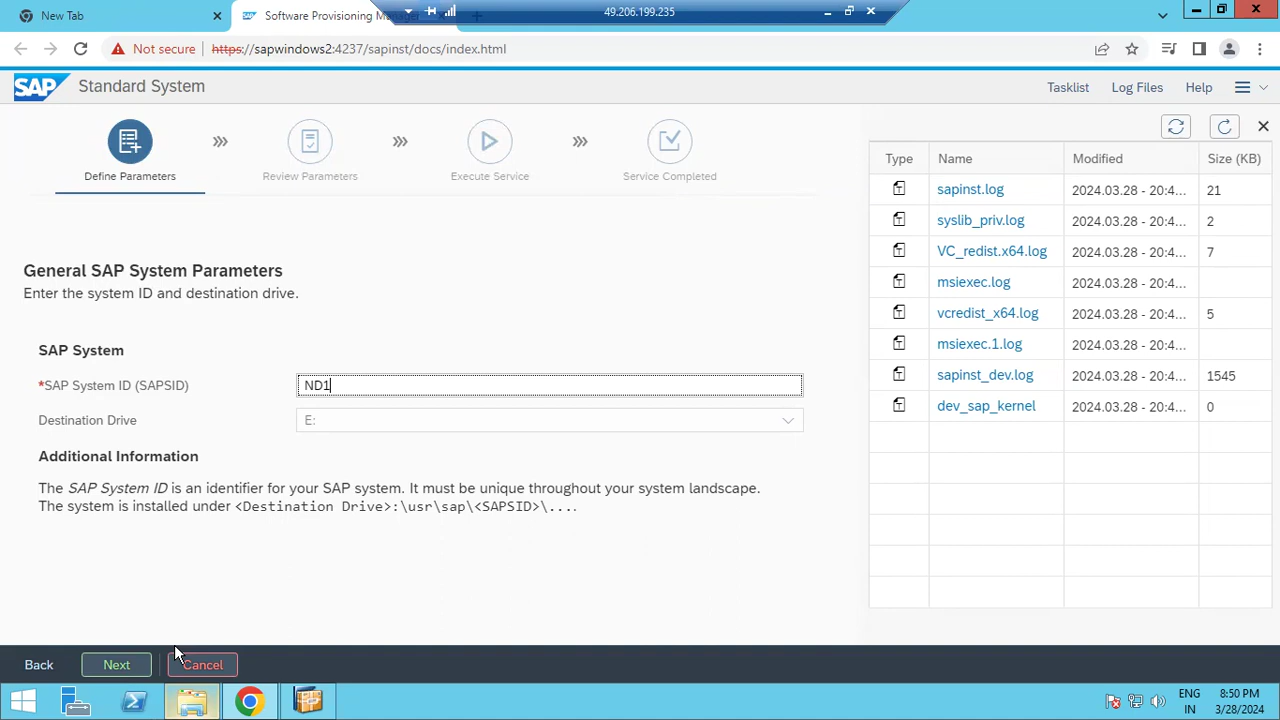 New Tab
Software Provisioning Manager
49.206.199.235
Not secure
https://sapwindows2:4237/sapinst/docs/index.html
SAP
Standard System
Tasklist
Log Files
Help
Define Parameters
Review Parameters
Execute Service
Service Completed
General SAP System Parameters
Enter the system ID and destination drive.
SAP System
*SAP System ID (SAPSID)
ND1
Destination Drive
E:
Additional Information
The SAP System ID is an identifier for your SAP system. It must be unique throughout your system landscape.
The system is installed under <Destination Drive>:\usr\sap\<SAPSID>\....
Type Name Modified Size (KB)
sapinst.log 2024.03.28 - 20:4... 21
syslib_priv.log 2024.03.28 - 20:4... 2
VC_redist.x64.log 2024.03.28 - 20:4... 7
msiexec.log 2024.03.28 - 20:4...
vcredist_x64.log 2024.03.28 - 20:4... 5
msiexec.1.log 2024.03.28 - 20:4...
sapinst_dev.log 2024.03.28 - 20:4... 1545
dev_sap_kernel 2024.03.28 - 20:4... 0
Back
Next
Cancel
ENG
IN
8:50 PM
3/28/2024